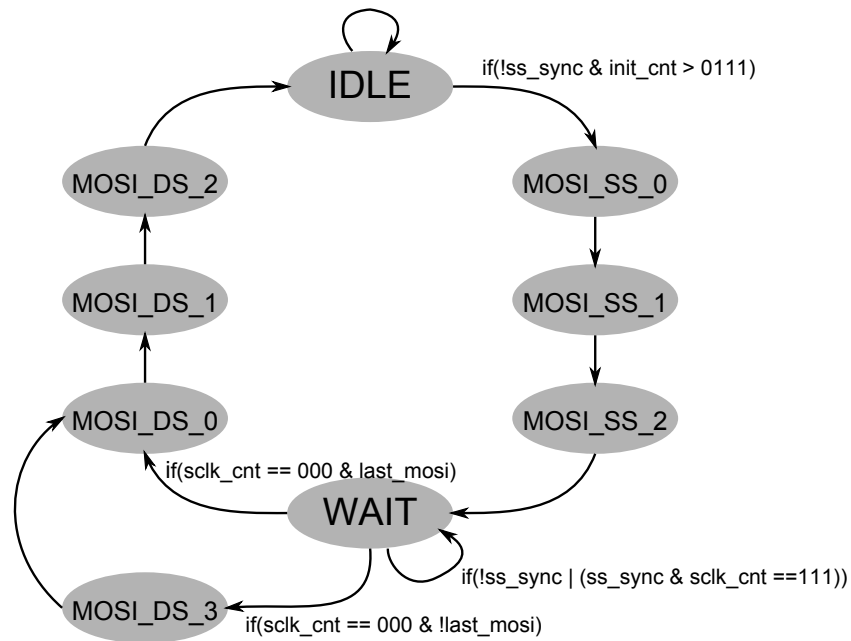 IDLE
if(!ss_sync & init_cnt > 0111)
MOSI_DS_2
MOSI_SS_0
MOSI_DS_1
MOSI_SS_1
MOSI_DS_0
MOSI_SS_2
if(sclk_cnt == 000 & last_mosi)
WAIT
if(!ss_sync | (ss_sync & sclk_cnt ==111))
MOSI_DS_3
if(sclk_cnt == 000 & !last_mosi)